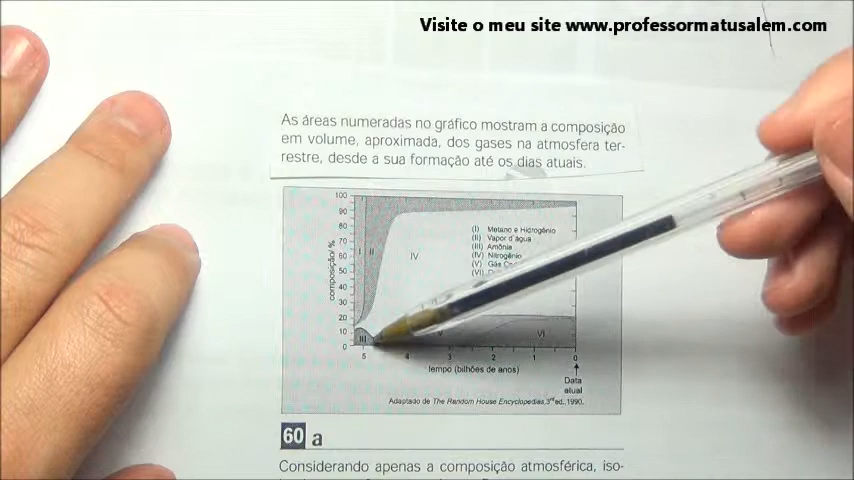 Visite o meu site www.professormatusalem.com
As áreas numeradas no gráfico mostram a composição
em volume, aproximada, dos gases na atmosfera ter-
restre, desde a sua formação até os dias atuais.
composição/ %
100
90
80
70
60
50
40
30
20
10
0
I
II
III
IV
V
VI
(I) Metano e Hidrogênio
(II) Vapor d'água
(III) Amônia
(IV) Nitrogênio
(V) Gás
(VI)
5 4 3 2 1 0
tempo (bilhões de anos)
Data
atual
Adaptado de The Random House Encyclopedias, 3rd ed., 1990.
60 a
Considerando apenas a composição atmosférica, iso-